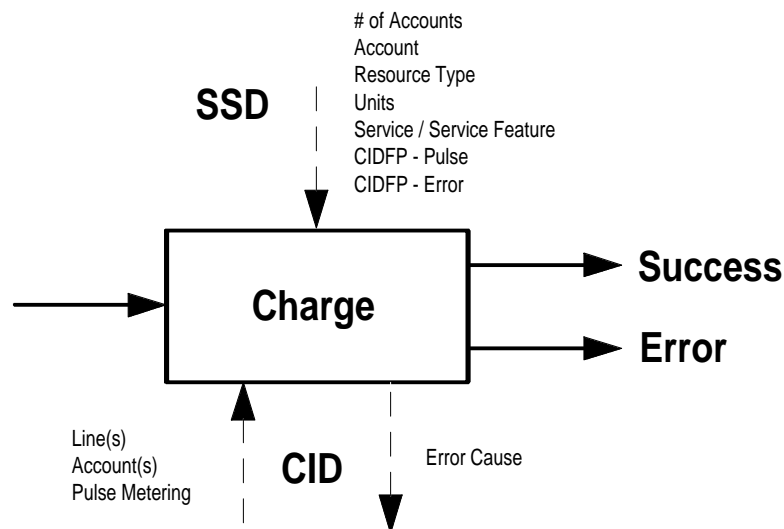 # of Accounts
Account
Resource Type
Units
Service / Service Feature
CIDFP - Pulse
CIDFP - Error
SSD
Charge
Success
Error
Line(s)
Account(s)
Pulse Metering
CID
Error Cause